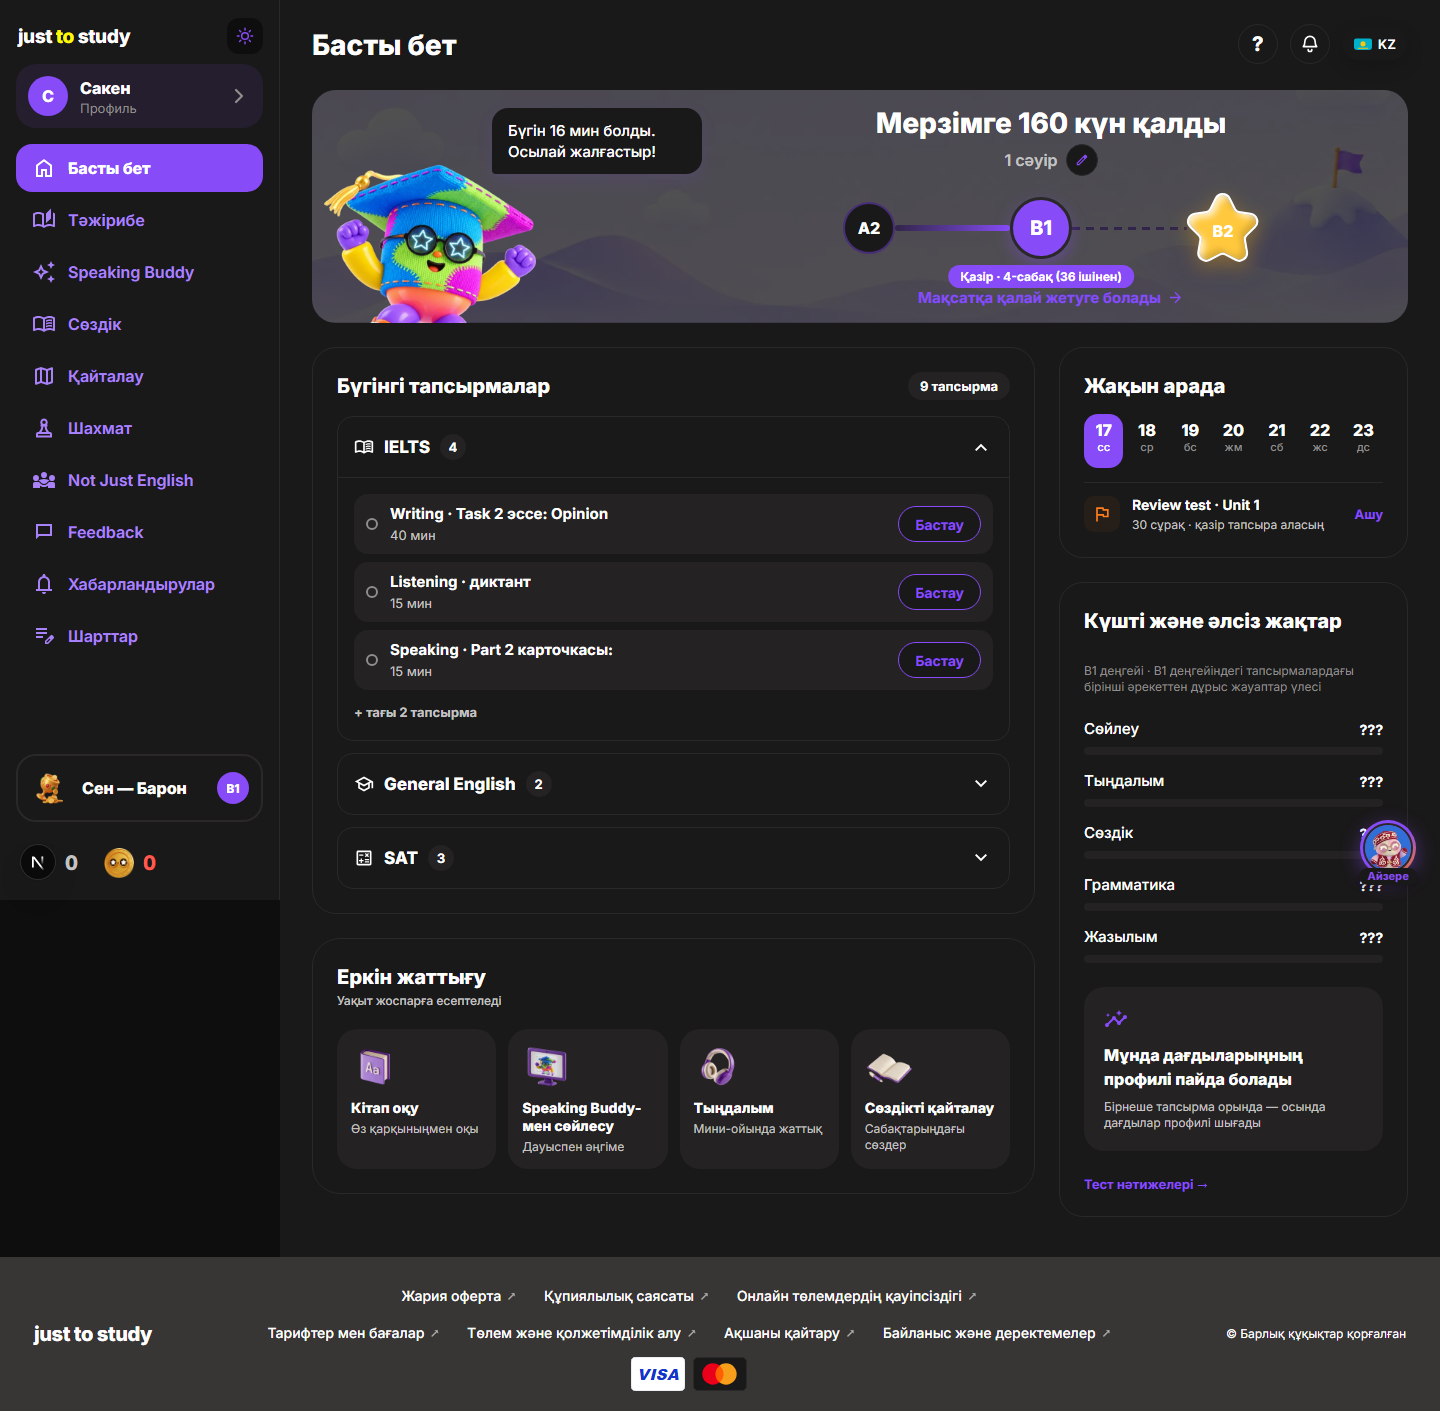 just to study
Сакен
Профиль
Басты бет
Тәжірибе
Speaking Buddy
Сөздік
Қайталау
Шахмат
Not Just English
Feedback
Хабарландырулар
Шарттар
Сен — Барон
B1
0
0
Басты бет
?
KZ
Бүгін 16 мин болды.
Осылай жалғастыр!
Мерзімге 160 күн қалды
1 сәуір
A2
B1
B2
Қазір · 4-сабақ (36 ішінен)
Мақсатқа қалай жетуге болады →
Бүгінгі тапсырмалар
9 тапсырма
IELTS 4
Writing · Task 2 эссе: Opinion
40 мин
Бастау
Listening · диктант
15 мин
Бастау
Speaking · Part 2 карточкасы:
15 мин
Бастау
+ тағы 2 тапсырма
General English 2
SAT 3
Еркін жаттығу
Уақыт жоспарға есептеледі
Aa
Кітап оқу
Өз қарқыныңмен оқы
Speaking Buddy-
мен сөйлесу
Дауыспен әңгіме
Тыңдалым
Мини-ойында жаттық
Сөздікті қайталау
Сабақтарыңдағы
сөздер
Жақын арада
17 18 19 20 21 22 23
сс ср бс жм сб жс дс
Review test · Unit 1
30 сұрақ · қазір тапсыра аласың
Ашу
Күшті және әлсіз жақтар
B1 деңгейі · B1 деңгейіндегі тапсырмалардағы
бірінші әрекеттен дұрыс жауаптар үлесі
Сөйлеу ???
Тыңдалым ???
Сөздік
Айзере
Грамматика ???
Жазылым ???
Мұнда дағдыларыңның
профилі пайда болады
Бірнеше тапсырма орында — осында
дағдылар профилі шығады
Тест нәтижелері →
just to study
Жария оферта ↗ Құпиялылық саясаты ↗ Онлайн төлемдердің қауіпсіздігі ↗
Тарифтер мен бағалар ↗ Төлем және қолжетімділік алу ↗ Ақшаны қайтару ↗ Байланыс және деректемелер ↗
VISA
© Барлық құқықтар қорғалған